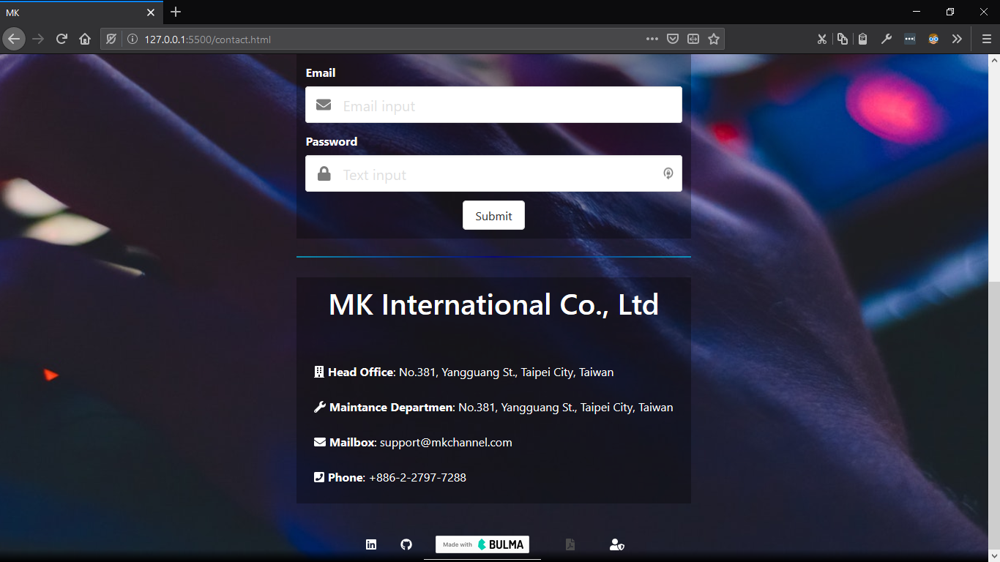 MK
127.0.0.1:5500/contact.html
Email
Email input
Password
Text input
Submit
MK International Co., Ltd
Head Office: No.381, Yangguang St., Taipei City, Taiwan
Maintance Departmen: No.381, Yangguang St., Taipei City, Taiwan
Mailbox: support@mkchannel.com
Phone: +886-2-2797-7288
Made with BULMA